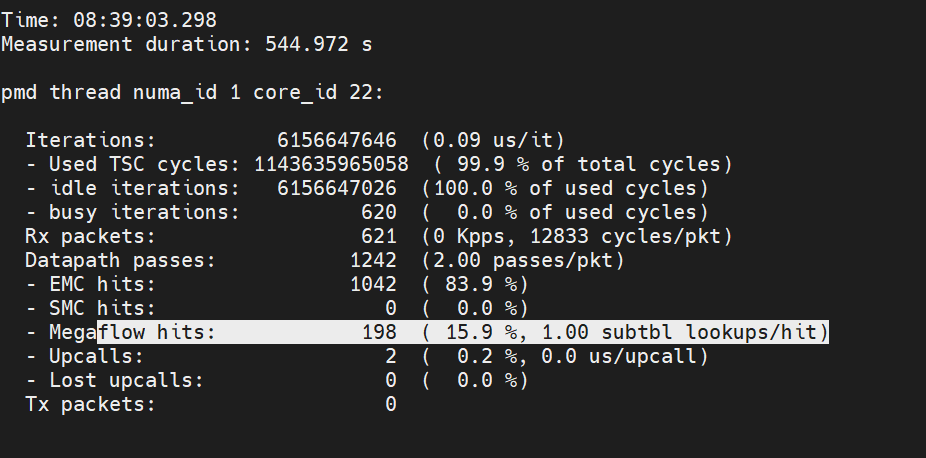 Time: 08:39:03.298
Measurement duration: 544.972 s
pmd thread numa_id 1 core_id 22:
Iterations: 6156647646 (0.09 us/it)
- Used TSC cycles: 1143635965058 ( 99.9 % of total cycles)
- idle iterations: 6156647026 (100.0 % of used cycles)
- busy iterations: 620 ( 0.0 % of used cycles)
Rx packets: 621 (0 Kpps, 12833 cycles/pkt)
Datapath passes: 1242 (2.00 passes/pkt)
- EMC hits: 1042 ( 83.9 %)
- SMC hits: 0 ( 0.0 %)
- Megaflow hits: 198 ( 15.9 %, 1.00 subtbl lookups/hit)
- Upcalls: 2 ( 0.2 %, 0.0 us/upcall)
- Lost upcalls: 0 ( 0.0 %)
Tx packets: 0